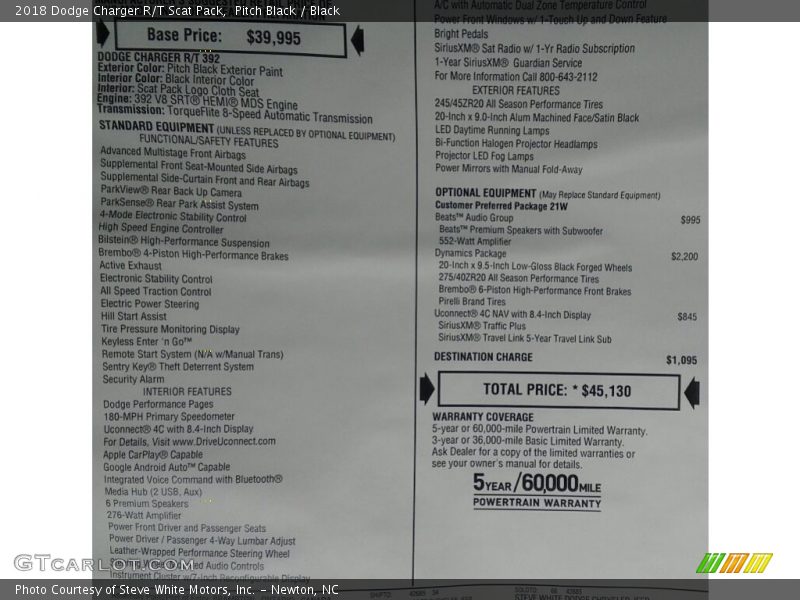 2018 Dodge Charger R/T Scat Pack, Pitch Black / Black
Base Price: $39,995
DODGE CHARGER R/T 392
Exterior Color: Pitch Black Exterior Paint
Interior Color: Black Interior Color
Interior: Scat Pack Logo Cloth Seat
Engine: 392 V8 SRT® HEMI® MDS Engine
Transmission: TorqueFlite 8-Speed Automatic Transmission
STANDARD EQUIPMENT (UNLESS REPLACED BY OPTIONAL EQUIPMENT)
FUNCTIONAL/SAFETY FEATURES
Advanced Multistage Front Airbags
Supplemental Front Seat-Mounted Side Airbags
Supplemental Side-Curtain Front and Rear Airbags
ParkView® Rear Back Up Camera
ParkSense® Rear Park Assist System
4-Mode Electronic Stability Control
High Speed Engine Controller
Bilstein® High-Performance Suspension
Brembo® 4-Piston High-Performance Brakes
Active Exhaust
Electronic Stability Control
All Speed Traction Control
Electric Power Steering
Hill Start Assist
Tire Pressure Monitoring Display
Keyless Enter 'n Go™
Remote Start System (N/A w/Manual Trans)
Sentry Key® Theft Deterrent System
Security Alarm
INTERIOR FEATURES
Dodge Performance Pages
180-MPH Primary Speedometer
Uconnect® 4C with 8.4-Inch Display
For Details, Visit www.DriveUconnect.com
Apple CarPlay® Capable
Google Android Auto™ Capable
Integrated Voice Command with Bluetooth®
Media Hub (2 USB, Aux)
6 Premium Speakers
276-Watt Amplifier
Power Front Driver and Passenger Seats
Power Driver / Passenger 4-Way Lumbar Adjust
Leather-Wrapped Performance Steering Wheel
Steering Wheel Mounted Audio Controls
Instrument Cluster w/7-Inch Reconfigurable Display
A/C with Automatic Dual Zone Temperature Control
Power Front Windows w/ 1-Touch Up and Down Feature
Bright Pedals
SiriusXM® Sat Radio w/ 1-Yr Radio Subscription
1-Year SiriusXM® Guardian Service
For More Information Call 800-643-2112
EXTERIOR FEATURES
245/45ZR20 All Season Performance Tires
20-Inch x 9.0-Inch Alum Machined Face/Satin Black
LED Daytime Running Lamps
Bi-Function Halogen Projector Headlamps
Projector LED Fog Lamps
Power Mirrors with Manual Fold-Away
OPTIONAL EQUIPMENT (May Replace Standard Equipment)
Customer Preferred Package 21W
Beats™ Audio Group $995
Beats™ Premium Speakers with Subwoofer
552-Watt Amplifier
Dynamics Package $2,200
20-Inch x 9.5-Inch Low-Gloss Black Forged Wheels
275/40ZR20 All Season Performance Tires
Brembo® 6-Piston High-Performance Front Brakes
Pirelli Brand Tires
Uconnect® 4C NAV with 8.4-Inch Display $845
SiriusXM® Traffic Plus
SiriusXM® Travel Link 5-Year Travel Link Sub
DESTINATION CHARGE $1,095
TOTAL PRICE: * $45,130
WARRANTY COVERAGE
5-year or 60,000-mile Powertrain Limited Warranty.
3-year or 36,000-mile Basic Limited Warranty.
Ask Dealer for a copy of the limited warranties or
see your owner's manual for details.
5YEAR/60,000MILE
POWERTRAIN WARRANTY
GTCARLOT.COM
Photo Courtesy of Steve White Motors, Inc. – Newton, NC